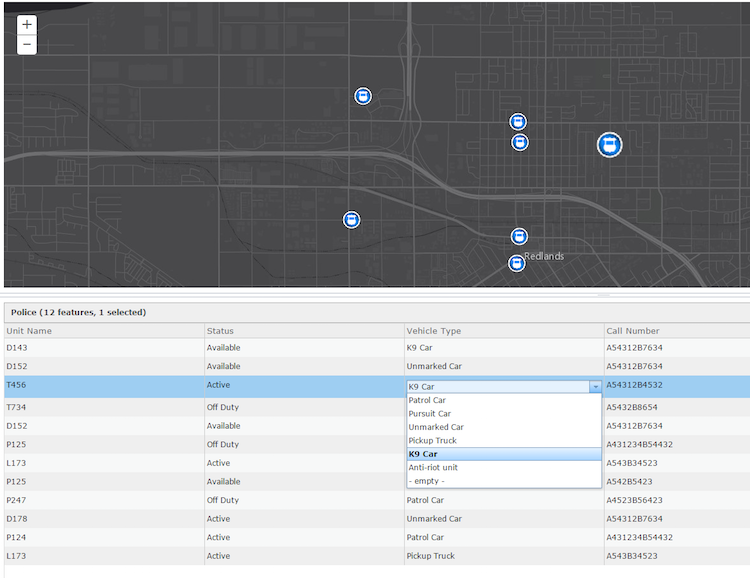 +
−
Redlands
Police (12 features, 1 selected)
Unit Name Status Vehicle Type Call Number
D143 Available K9 Car A54312B7634
D152 Available Unmarked Car A54312B7634
T456 Active K9 Car A54312B4532
Patrol Car
T734 Off Duty Pursuit Car A5432B8654
D152 Available Unmarked Car A54312B7634
P125 Off Duty Pickup Truck A431234B54432
L173 Active K9 Car A543B34523
Anti-riot unit
P125 Available - empty - A542B5423
P247 Off Duty Patrol Car A4523B56423
D178 Active Unmarked Car A54312B7634
P124 Active Patrol Car A431234B54432
L173 Active Pickup Truck A543B34523